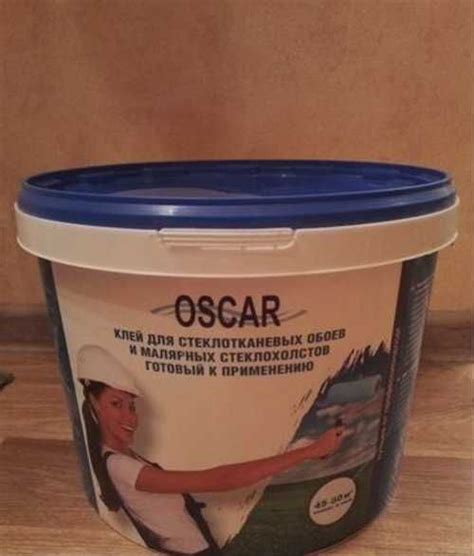 OSCAR
КЛЕЙ ДЛЯ СТЕКЛОТКАНЕВЫХ ОБОЕВ
И МАЛЯРНЫХ СТЕКЛОХОЛСТОВ
ГОТОВЫЙ К ПРИМЕНЕНИЮ